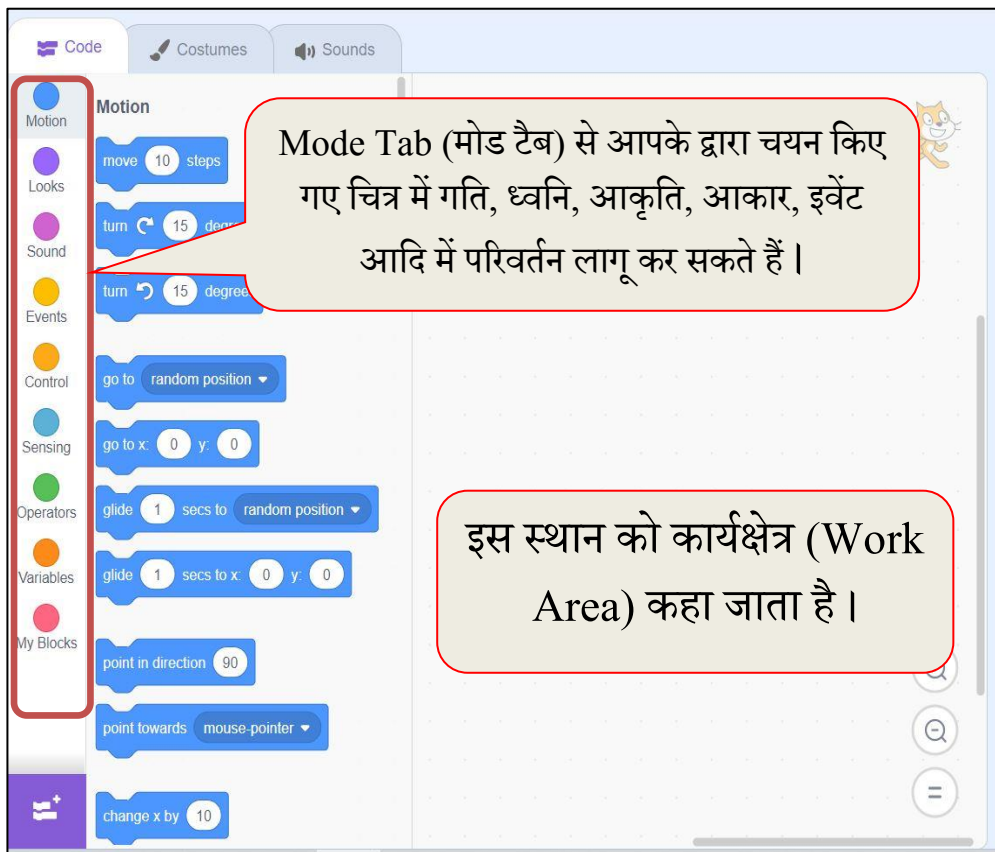 Code
Costumes
Sounds
Motion
Looks
Sound
Events
Control
Sensing
Operators
Variables
My Blocks
Motion
move 10 steps
turn 15
turn 15
go to random position
go to x: 0 y: 0
glide 1 secs to random position
glide 1 secs to x: 0 y: 0
point in direction 90
point towards mouse-pointer
change x by 10
Mode Tab (मोड टैब) से आपके द्वारा चयन किए
गए चित्र में गति, ध्वनि, आकृति, आकार, इवेंट
आदि में परिवर्तन लागू कर सकते हैं |
इस स्थान को कार्यक्षेत्र (Work
Area) कहा जाता है |